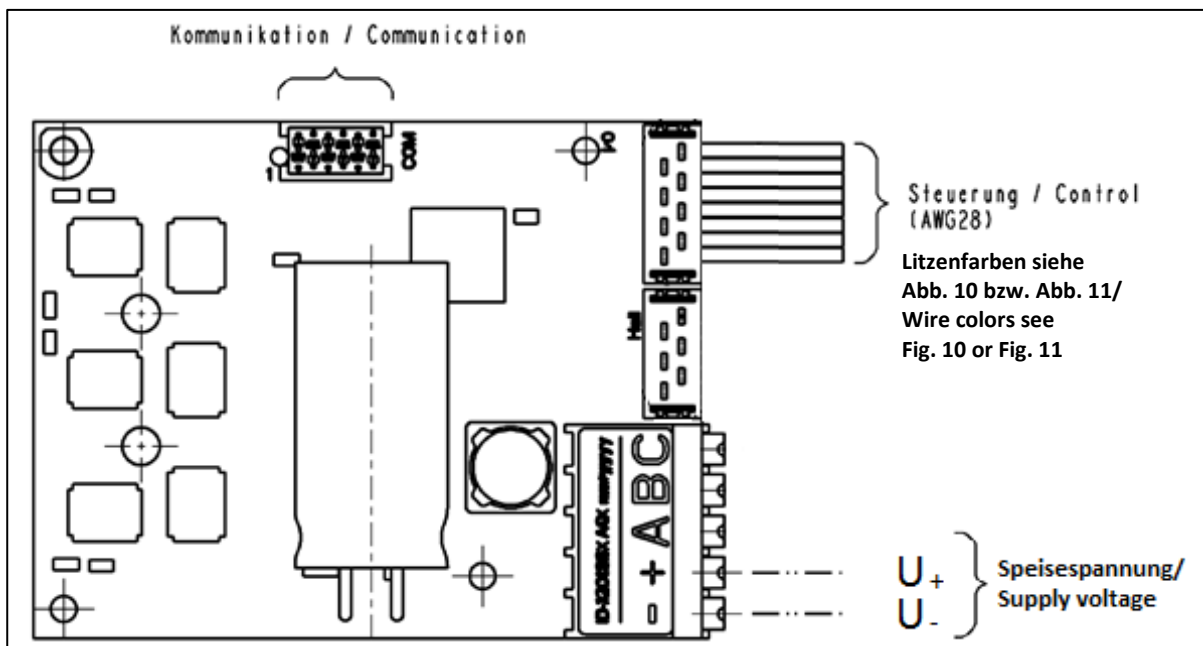 Kommunikation / Communication
COM
1
Steuerung / Control
(AWG28)
Litzenfarben siehe
Abb. 10 bzw. Abb. 11/
Wire colors see
Fig. 10 or Fig. 11
Hall
- + A B C
U+
U-
Speisespannung/
Supply voltage